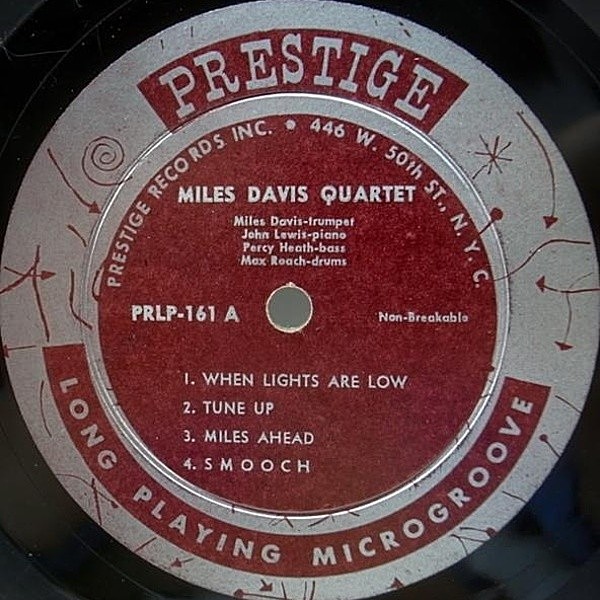 PRESTIGE
PRESTIGE RECORDS INC. • 446 W. 50th ST., N.Y.C.
MILES DAVIS QUARTET
Miles Davis-trumpet
John Lewis-piano
Percy Heath-bass
Max Roach-drums
PRLP-161 A
Non-Breakable
1. WHEN LIGHTS ARE LOW
2. TUNE UP
3. MILES AHEAD
4. SMOOCH
LONG PLAYING MICROGROOVE